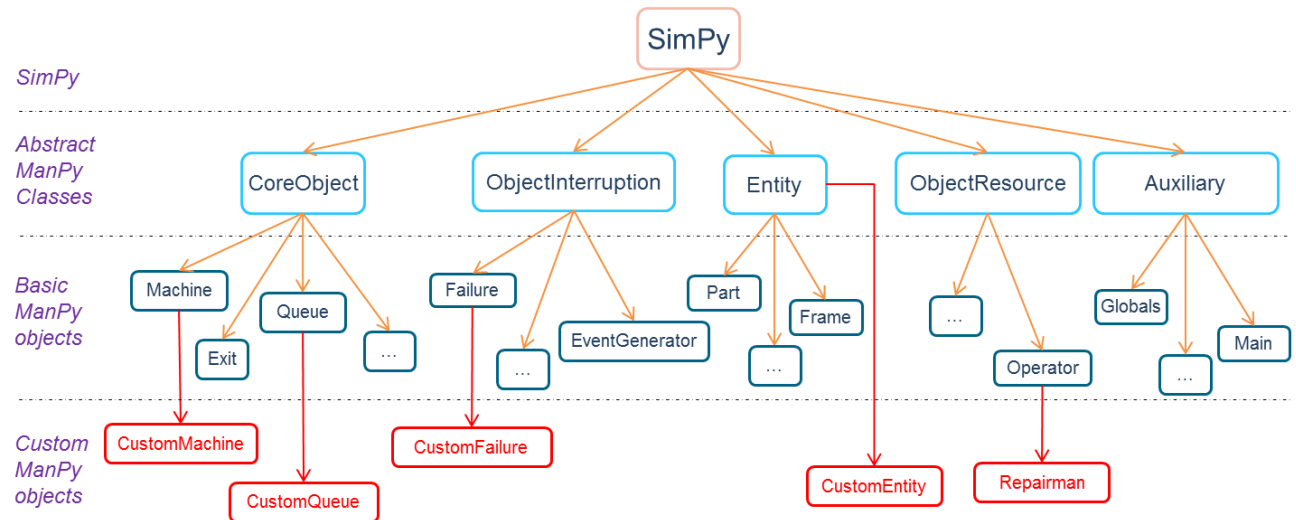 SimPy
SimPy
Abstract
ManPy
Classes
CoreObject
ObjectInterruption
Entity
ObjectResource
Auxiliary
Basic
ManPy
objects
Machine
Queue
Exit
...
Failure
...
EventGenerator
Part
Frame
...
...
Operator
Globals
Main
...
Custom
ManPy
objects
CustomMachine
CustomQueue
CustomFailure
CustomEntity
Repairman